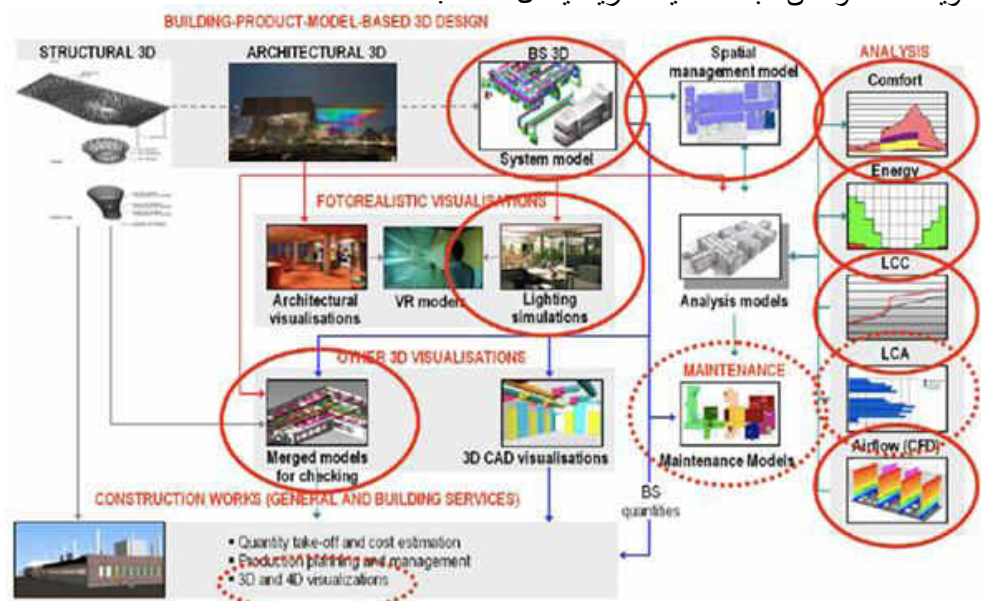 BUILDING-PRODUCT-MODEL-BASED 3D DESIGN
STRUCTURAL 3D
ARCHITECTURAL 3D
BS 3D
System model
Spatial
management model
ANALYSIS
Comfort
Energy
LCC
LCA
Airflow (CFD)
FOTOREALISTIC VISUALISATIONS
Architectural
visualisations
VR models
Lighting
simulations
Analysis models
OTHER 3D VISUALISATIONS
Merged models
for checking
3D CAD visualisations
MAINTENANCE
Maintenance Models
BS
quantities
CONSTRUCTION WORKS (GENERAL AND BUILDING SERVICES)
▪ Quantity take-off and cost estimation
▪ Production planning and management
▪ 3D and 4D visualizations